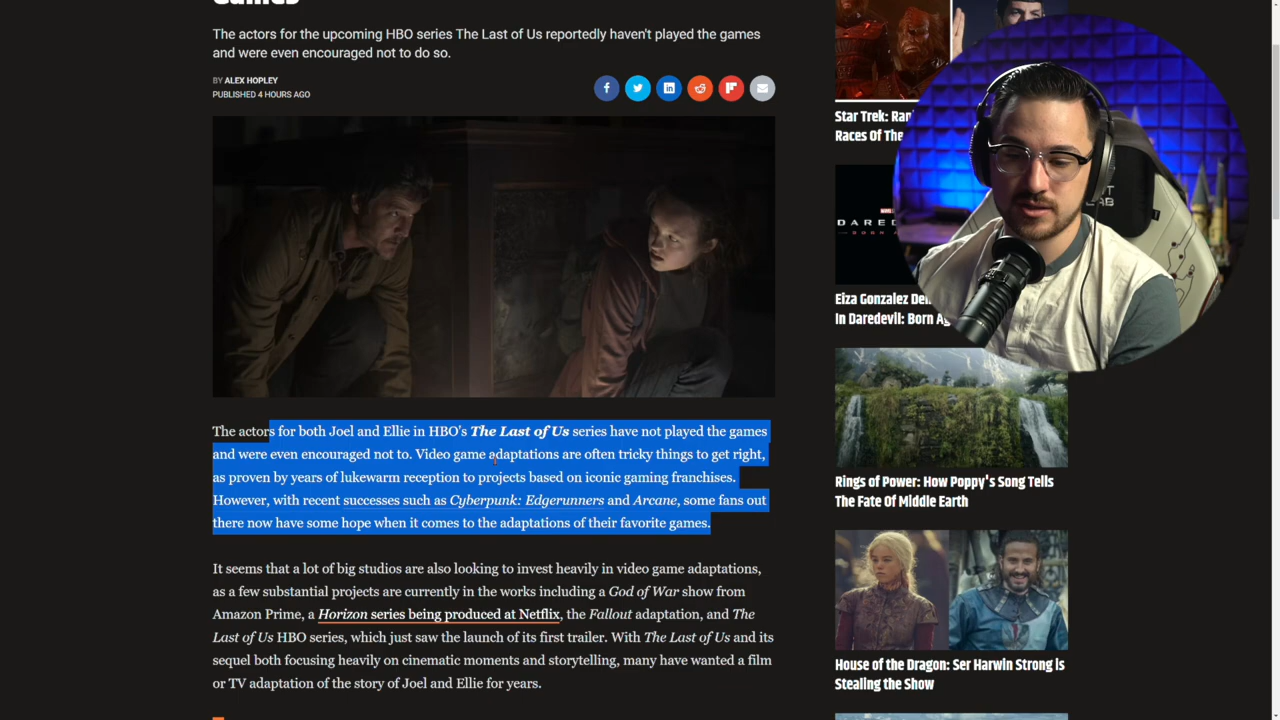 Games
The actors for the upcoming HBO series The Last of Us reportedly haven't played the games
and were even encouraged not to do so.
BY ALEX HOPLEY
PUBLISHED 4 HOURS AGO
The actors for both Joel and Ellie in HBO's The Last of Us series have not played the games
and were even encouraged not to. Video game adaptations are often tricky things to get right,
as proven by years of lukewarm reception to projects based on iconic gaming franchises.
However, with recent successes such as Cyberpunk: Edgerunners and Arcane, some fans out
there now have some hope when it comes to the adaptations of their favorite games.
It seems that a lot of big studios are also looking to invest heavily in video game adaptations,
as a few substantial projects are currently in the works including a God of War show from
Amazon Prime, a Horizon series being produced at Netflix, the Fallout adaptation, and The
Last of Us HBO series, which just saw the launch of its first trailer. With The Last of Us and its
sequel both focusing heavily on cinematic moments and storytelling, many have wanted a film
or TV adaptation of the story of Joel and Ellie for years.
Star Trek:
Races Of The
Eiza Gonzalez
In Daredevil: Born
Rings of Power: How Poppy's Song Tells
The Fate Of Middle Earth
House of the Dragon: Ser Harwin Strong is
Stealing the Show